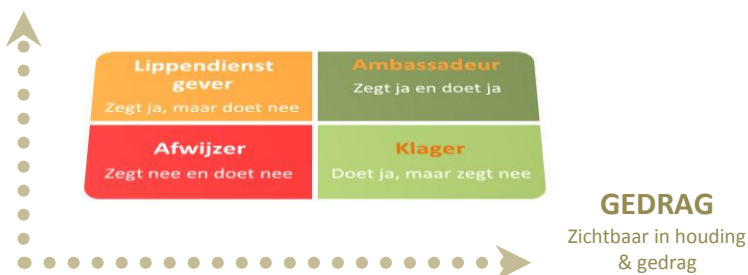 Lippendienst
gever
Zegt ja, maar doet nee
Ambassadeur
Zegt ja en doet ja
Afwijzer
Zegt nee en doet nee
Klager
Doet ja, maar zegt nee
GEDRAG
Zichtbaar in houding
& gedrag